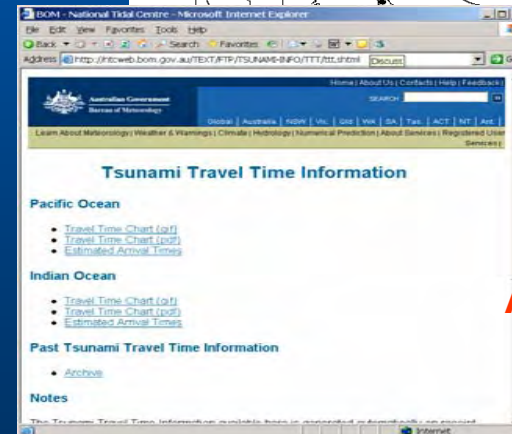 BOM - National Tidal Centre - Microsoft Internet Explorer
File Edit View Favorites Tools Help
Back Search Favorites
Address http://ntcweb.bom.gov.au/TEXT/FTP/TSUNAMI-INFO/TTT/ttt.shtml Discuss
Home | About Us | Contacts | Help | Feedback |
Australian Government
Bureau of Meteorology
SEARCH
Global | Australia | NSW | Vic. | Qld | WA | SA | Tas. | ACT | NT | Ant. |
Learn About Meteorology | Weather & Warnings | Climate | Hydrology | Numerical Prediction | About Services | Registered User
Services |
Tsunami Travel Time Information
Pacific Ocean
• Travel Time Chart (gif)
• Travel Time Chart (pdf)
• Estimated Arrival Times
Indian Ocean
• Travel Time Chart (gif)
• Travel Time Chart (pdf)
• Estimated Arrival Times
Past Tsunami Travel Time Information
• Archive
Notes
The Tsunami Travel Time Information available here is generated automatically on receipt
Internet